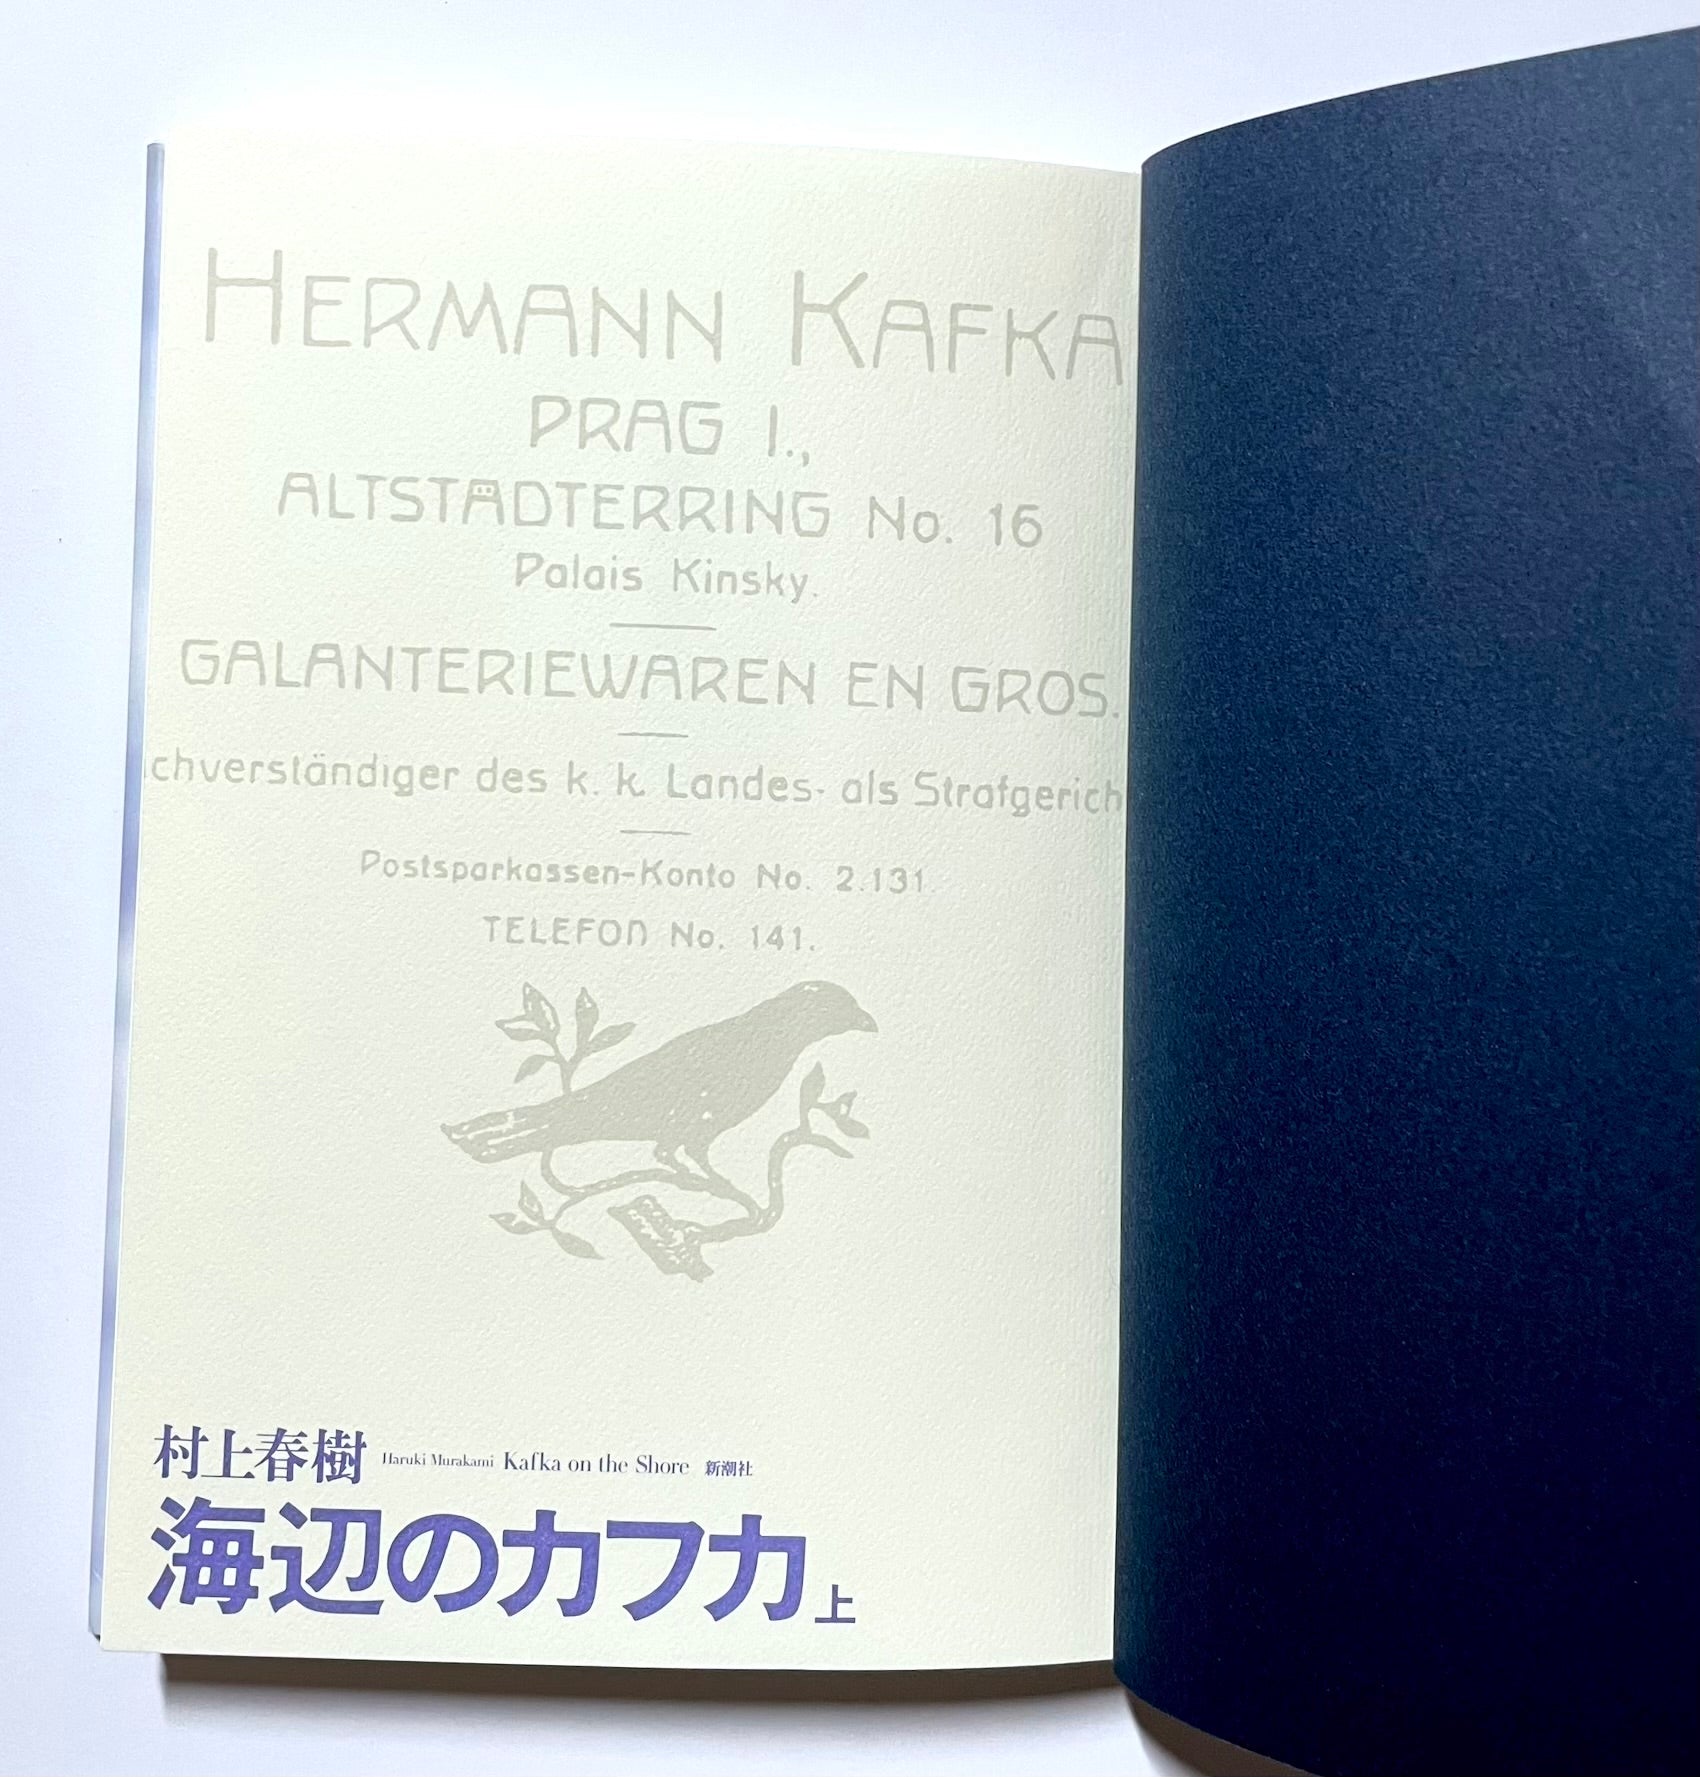 HERMANN KAFKA
PRAG I.,
ALTSTÄDTERRING No. 16
Palais Kinsky.
GALANTERIEWAREN EN GROS.
chverständiger des k. k. Landes- als Strafgerich
Postsparkassen-Konto No. 2.131.
TELEFON No. 141.
村上春樹 Haruki Murakami Kafka on the Shore 新潮社
海辺のカフカ 上